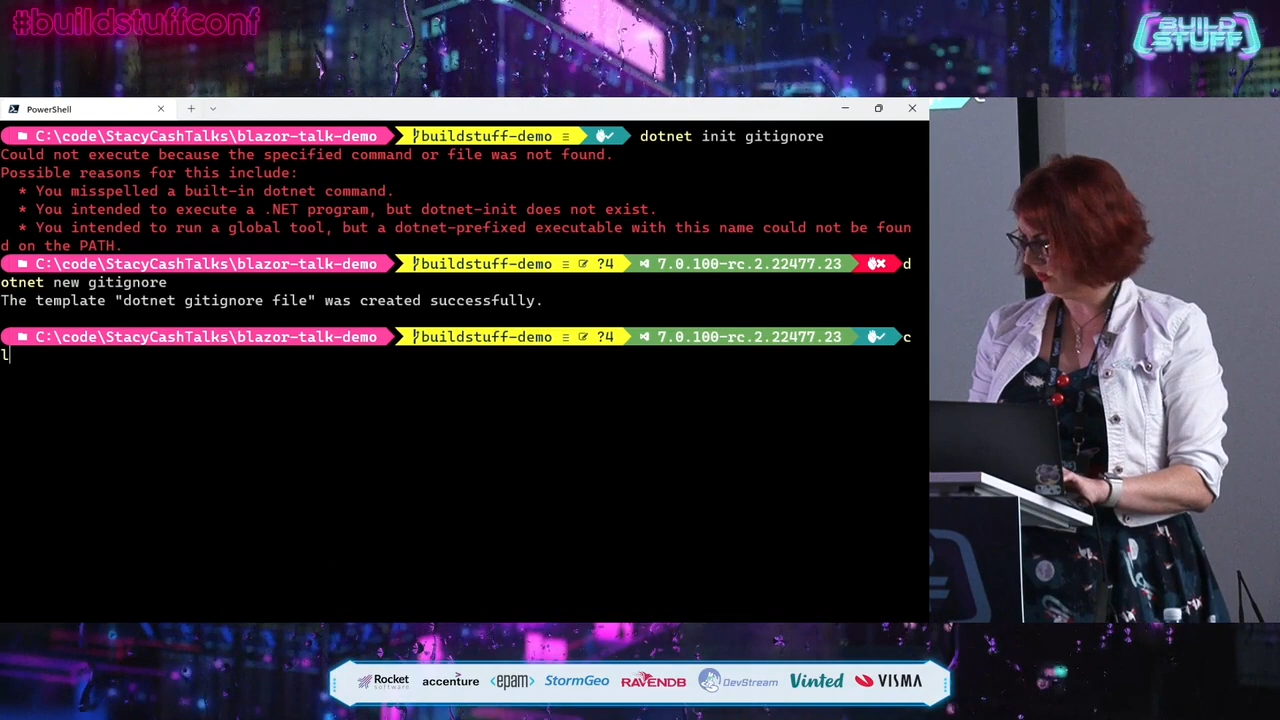 #buildstuffconf
BUILD
STUFF
PowerShell
C:\code\StacyCashTalks\blazor-talk-demo buildstuff-demo ≡ dotnet init gitignore
Could not execute because the specified command or file was not found.
Possible reasons for this include:
* You misspelled a built-in dotnet command.
* You intended to execute a .NET program, but dotnet-init does not exist.
* You intended to run a global tool, but a dotnet-prefixed executable with this name could not be foun
d on the PATH.
C:\code\StacyCashTalks\blazor-talk-demo buildstuff-demo ≡ ?4 7.0.100-rc.2.22477.23 d
otnet new gitignore
The template "dotnet gitignore file" was created successfully.
C:\code\StacyCashTalks\blazor-talk-demo buildstuff-demo ≡ ?4 7.0.100-rc.2.22477.23 c
l
Rocket
software
accenture
<epam>
StormGeo
RAVENDB
DevStream
Vinted
VISMA